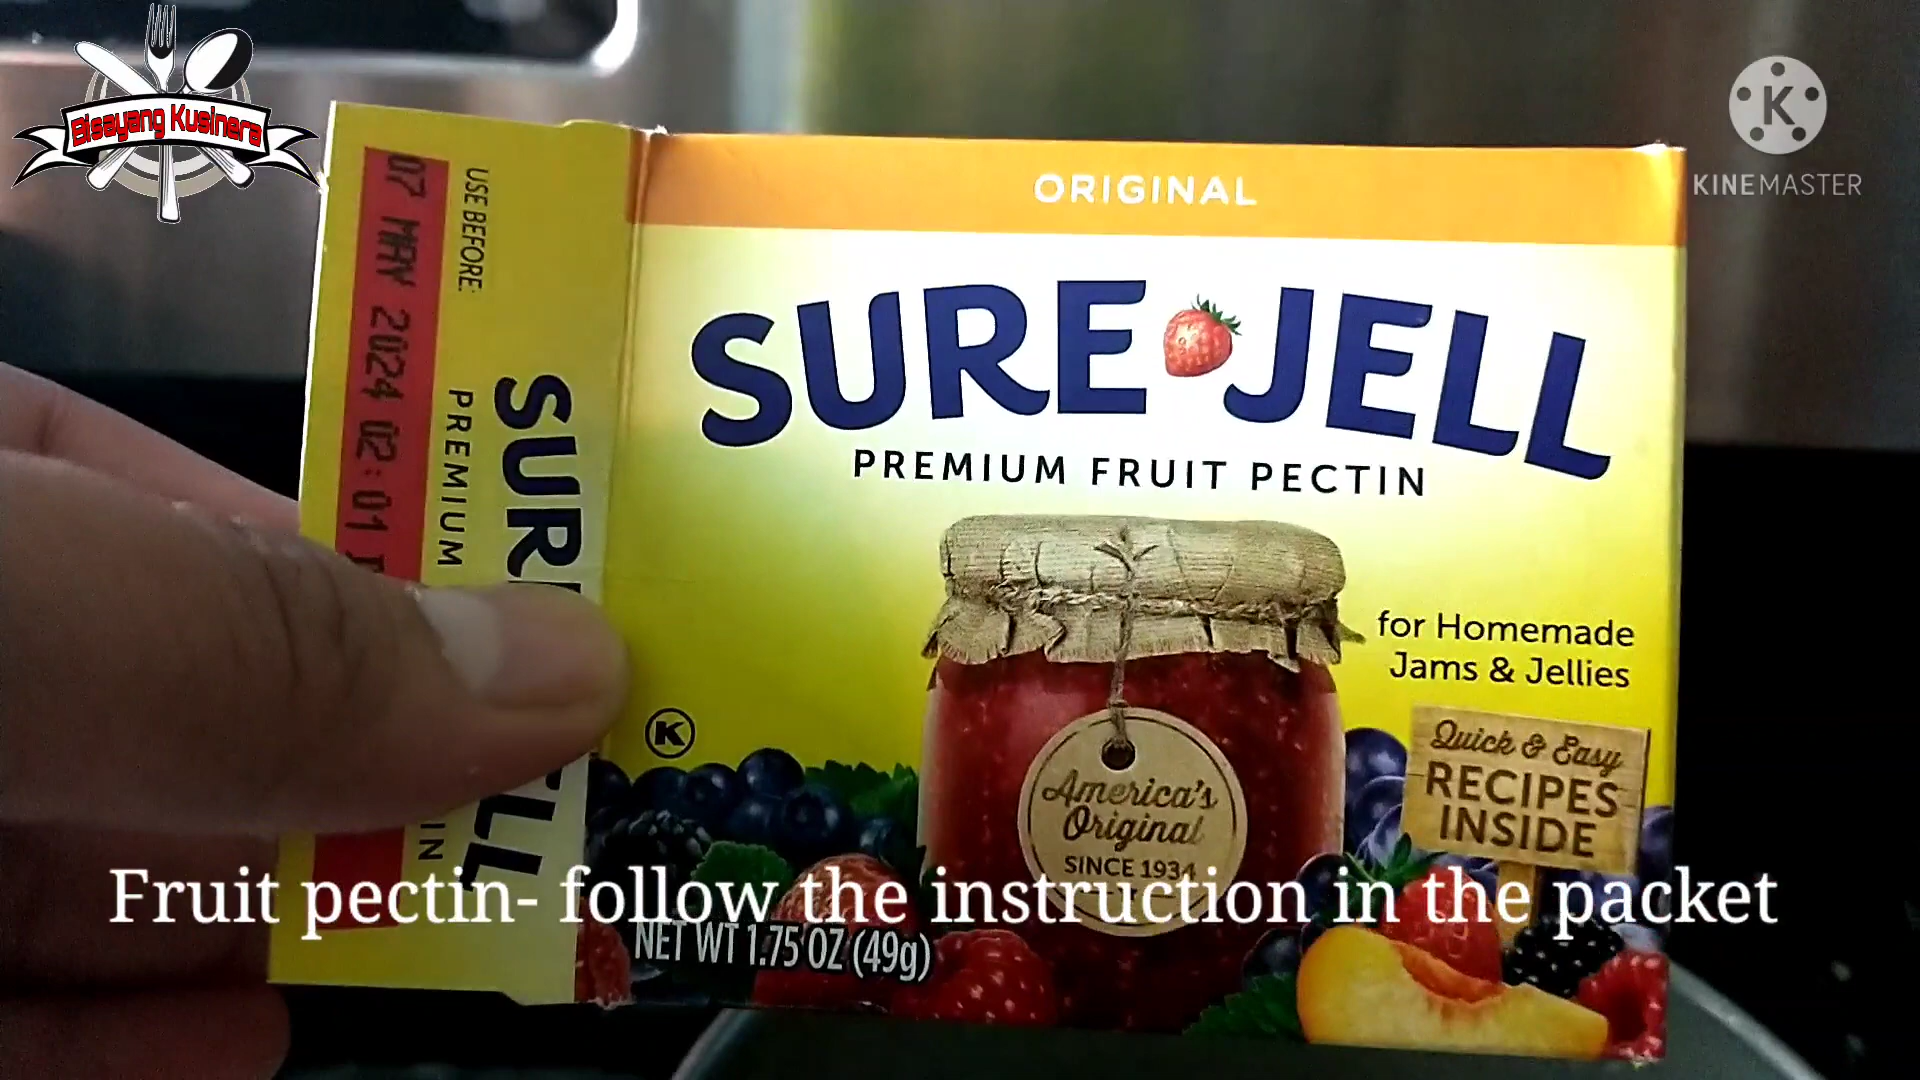 Bisayang Kusinera
K
KINEMASTER
USE BEFORE:
07 MAY 2024 02:01
PREMIUM
ORIGINAL
SURE JELL
PREMIUM FRUIT PECTIN
for Homemade
Jams & Jellies
K
Quick & Easy
RECIPES
INSIDE
America's
Original
SINCE 1934
Fruit pectin- follow the instruction in the packet
NET WT 1.75 OZ (49g)